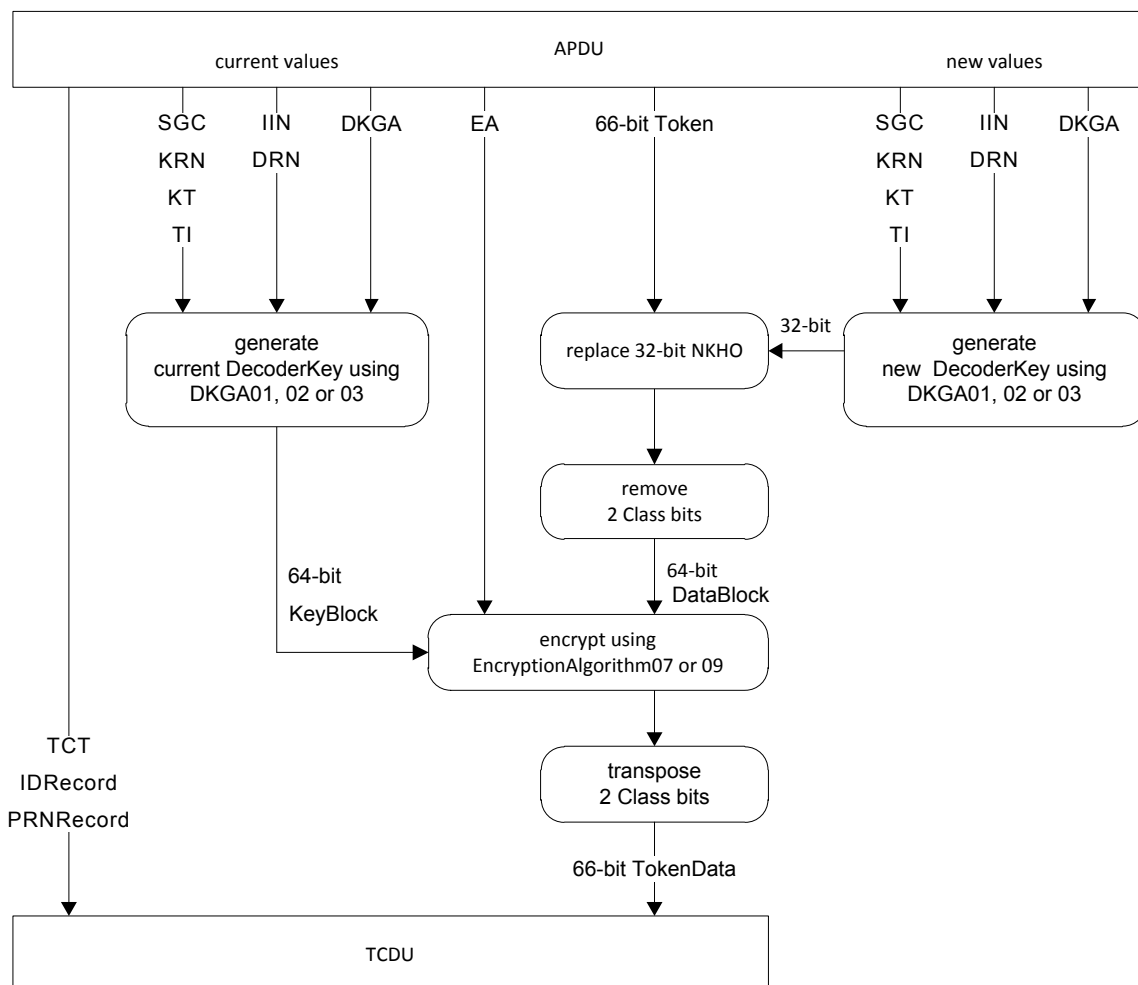 APDU
current values
new values
SGC
KRN
KT
TI
IIN
DRN
DKGA
EA
66-bit Token
SGC
KRN
KT
TI
IIN
DRN
DKGA
generate
current DecoderKey using
DKGA01, 02 or 03
replace 32-bit NKHO
32-bit
generate
new DecoderKey using
DKGA01, 02 or 03
remove
2 Class bits
64-bit
KeyBlock
64-bit
DataBlock
encrypt using
EncryptionAlgorithm07 or 09
TCT
IDRecord
PRNRecord
transpose
2 Class bits
66-bit TokenData
TCDU